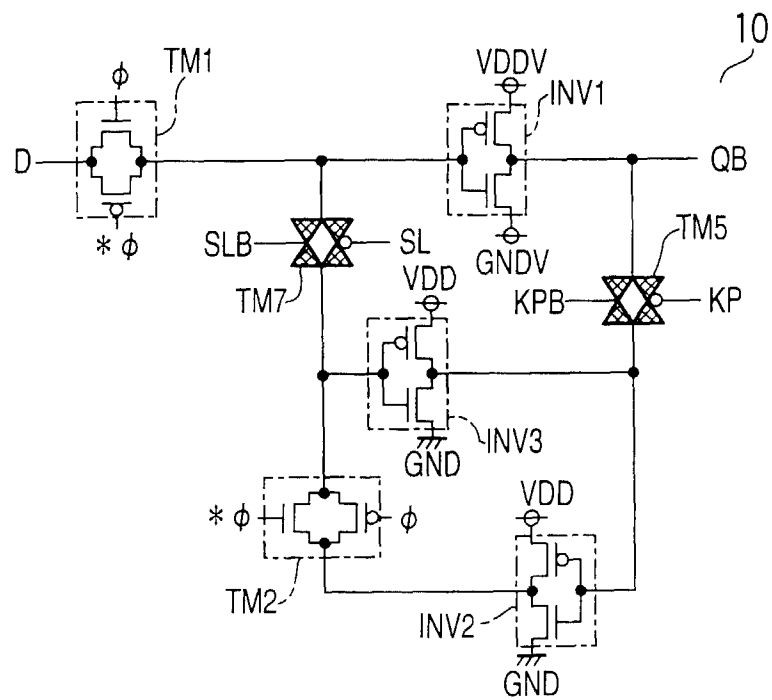 10
VDDV
φ TM1
INV1
D
QB
*φ
SLB SL
GNDV
TM5
TM7
VDD
KPB KP
INV3
GND
*φ φ
VDD
TM2
INV2
GND